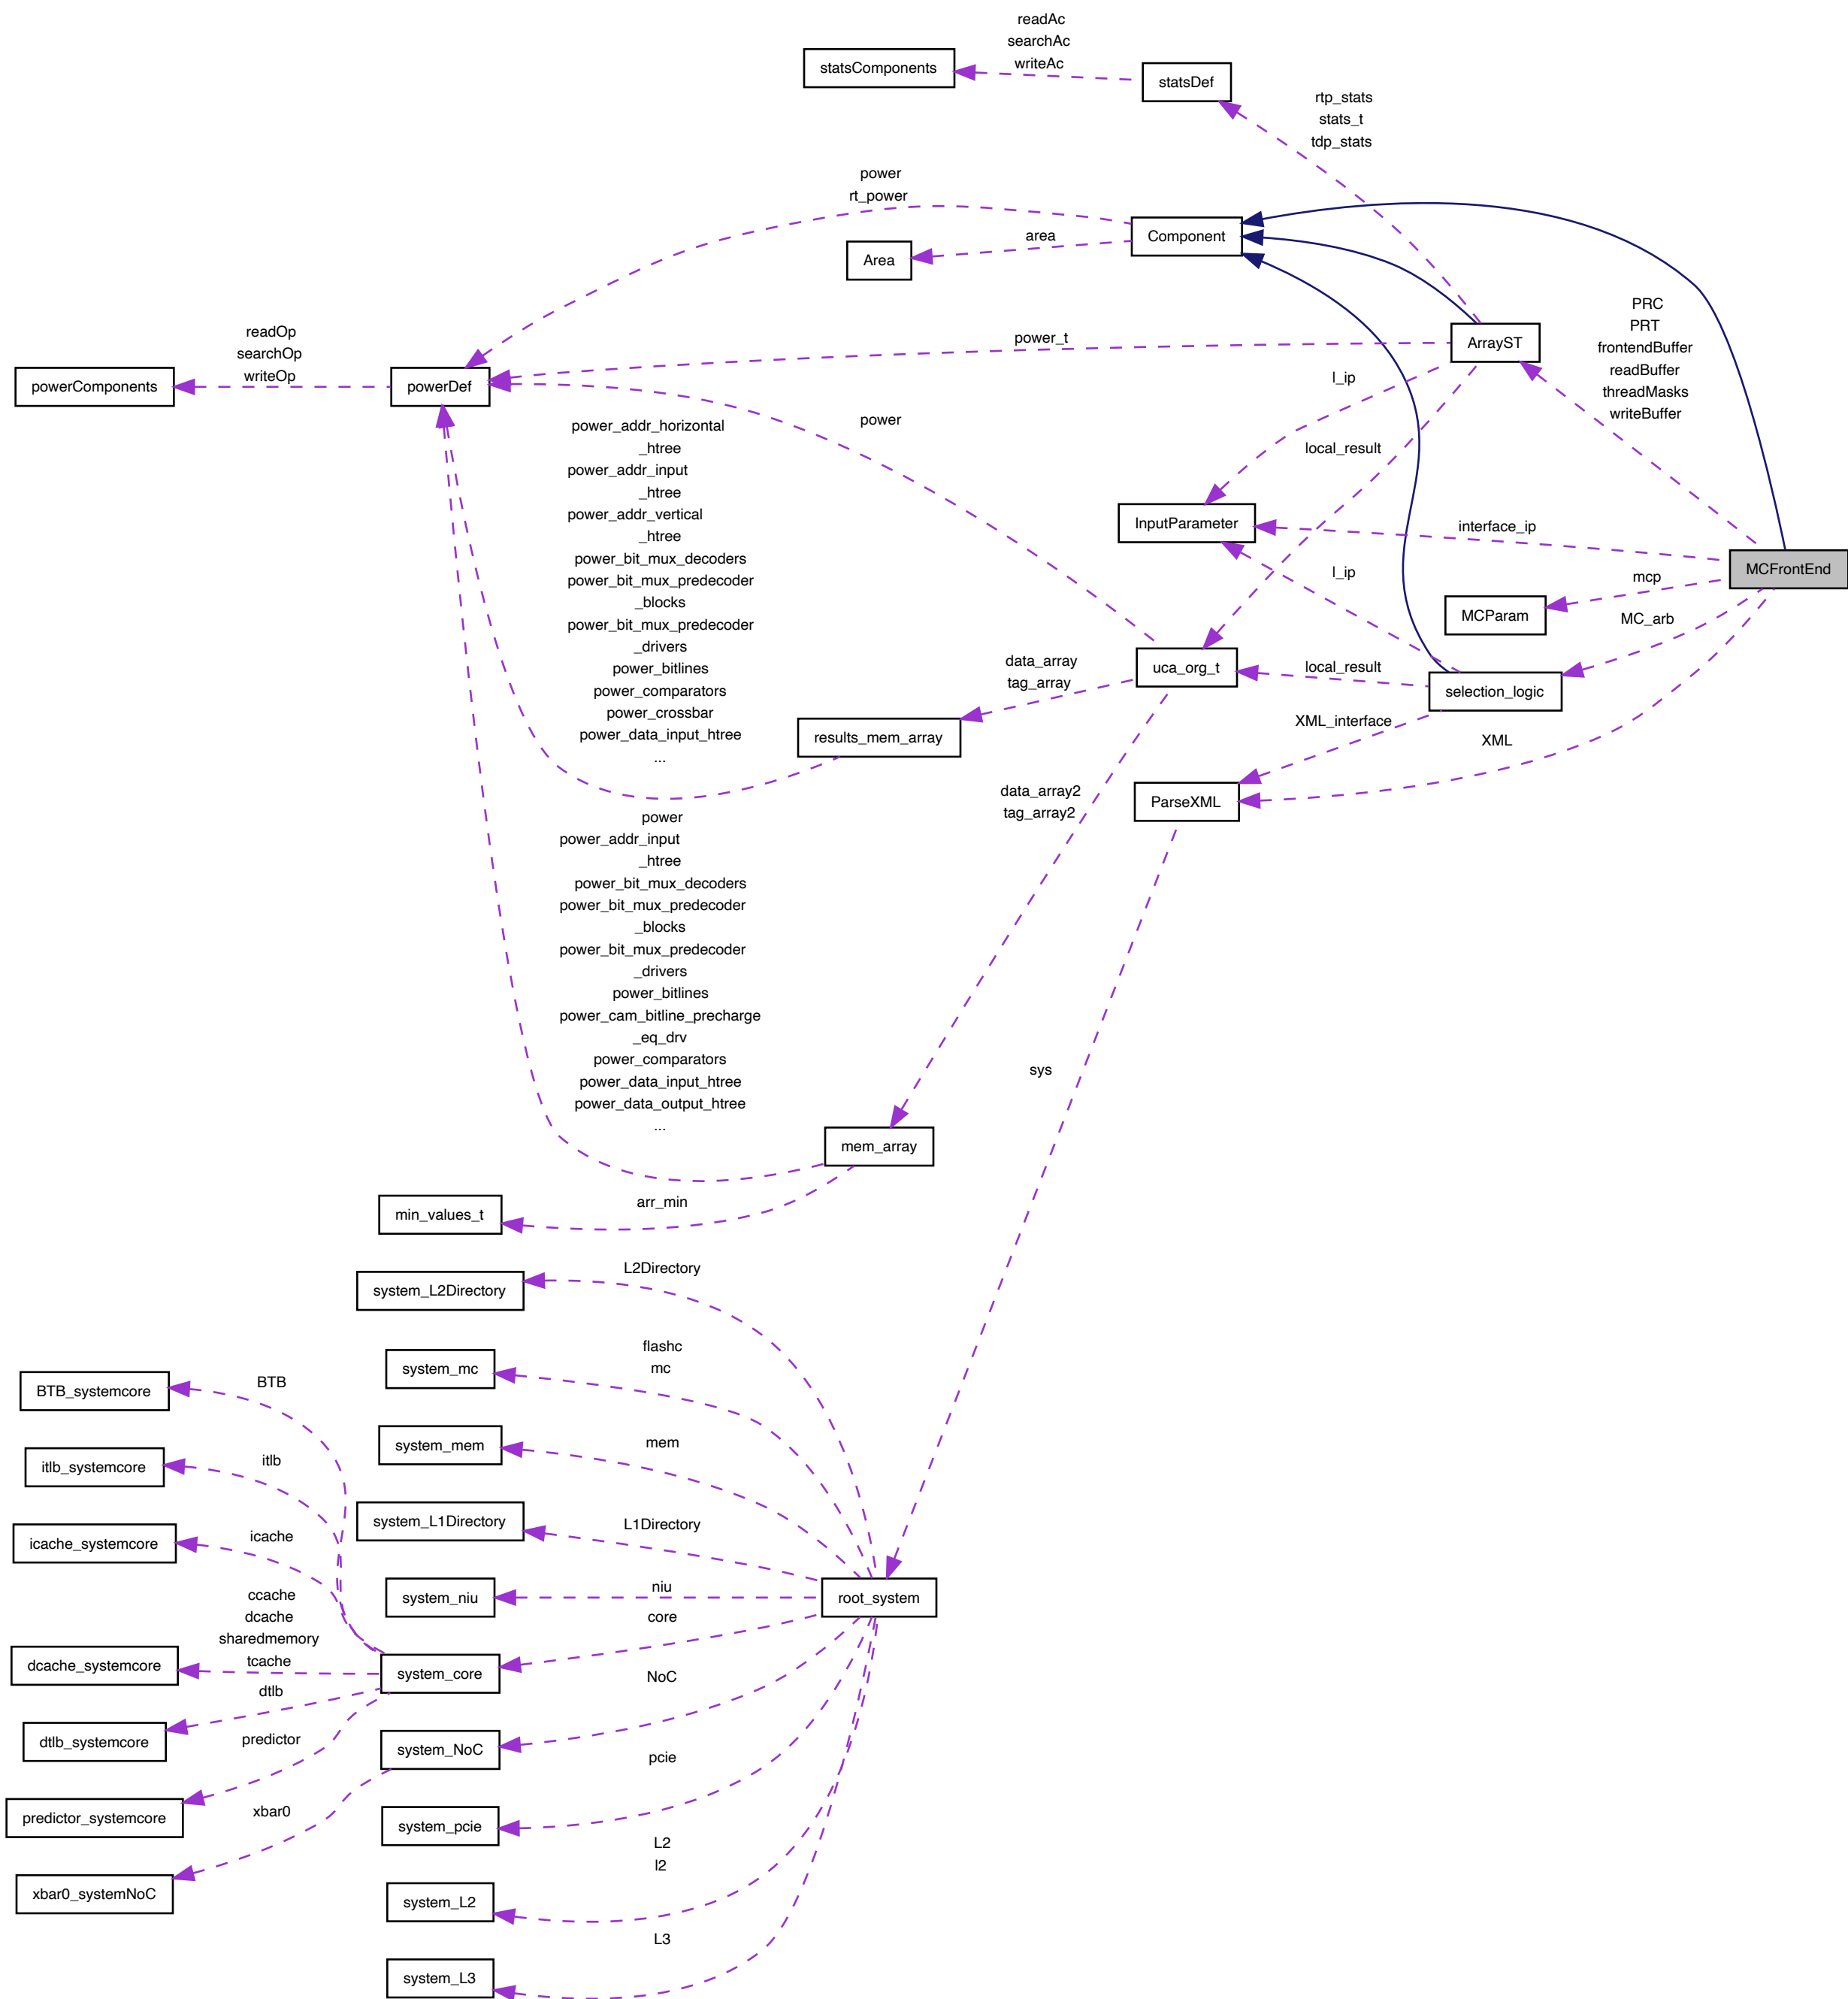 readAc
searchAc
writeAc
statsComponents
statsDef
rtp_stats
stats_t
tdp_stats
power
rt_power
Component
area
Area
PRC
PRT
frontendBuffer
readBuffer
threadMasks
writeBuffer
readOp
searchOp
writeOp
power_t
ArrayST
powerComponents
powerDef
l_ip
power
local_result
power_addr_horizontal
_htree
power_addr_input
_htree
power_addr_vertical
_htree
power_bit_mux_decoders
power_bit_mux_predecoder
_blocks
power_bit_mux_predecoder
_drivers
power_bitlines
power_comparators
power_crossbar
power_data_input_htree
...
InputParameter
interface_ip
MCFrontEnd
l_ip
mcp
MCParam
MC_arb
data_array
tag_array
uca_org_t
local_result
selection_logic
results_mem_array
XML_interface
XML
data_array2
tag_array2
ParseXML
power
power_addr_input
_htree
power_bit_mux_decoders
power_bit_mux_predecoder
_blocks
power_bit_mux_predecoder
_drivers
power_bitlines
power_cam_bitline_precharge
_eq_drv
power_comparators
power_data_input_htree
power_data_output_htree
...
sys
mem_array
arr_min
min_values_t
L2Directory
system_L2Directory
flashc
mc
system_mc
BTB
BTB_systemcore
mem
system_mem
itlb
itlb_systemcore
L1Directory
system_L1Directory
icache
icache_systemcore
niu
system_niu
root_system
ccache
dcache
sharedmemory
tcache
core
dcache_systemcore
system_core
NoC
dtlb
dtlb_systemcore
predictor
system_NoC
pcie
predictor_systemcore
xbar0
system_pcie
L2
l2
xbar0_systemNoC
system_L2
L3
system_L3